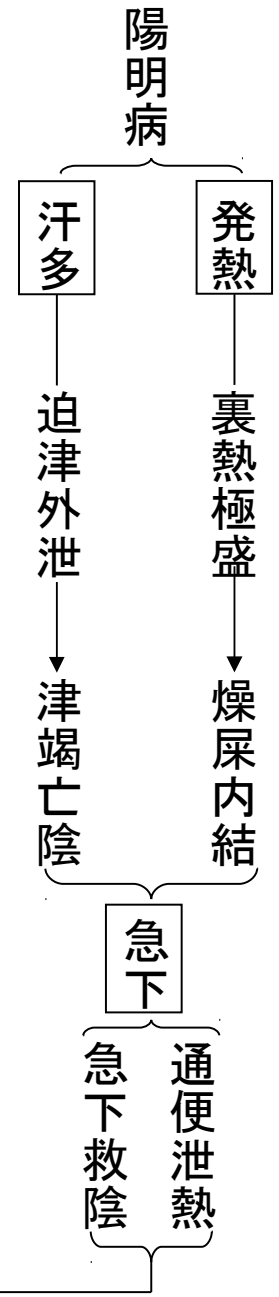 陽明病
発熱
裏熱極盛
燥屎内結
汗多
迫津外泄
津竭亡陰
急下
通便泄熱
急下救陰